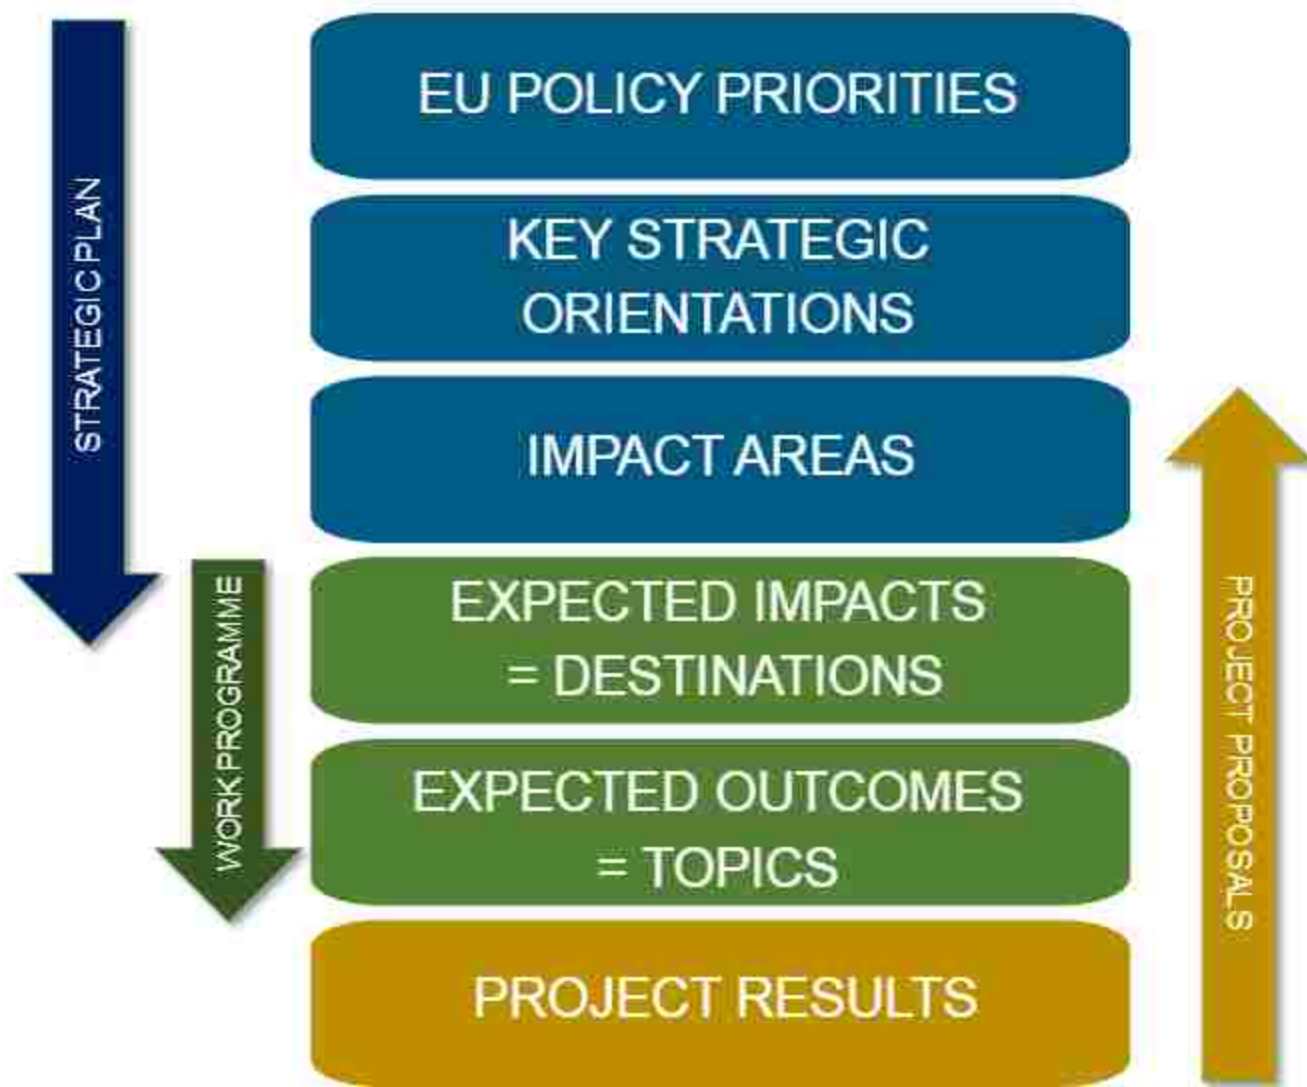 EU POLICY PRIORITIES
KEY STRATEGIC
ORIENTATIONS
IMPACT AREAS
EXPECTED IMPACTS
= DESTINATIONS
EXPECTED OUTCOMES
= TOPICS
PROJECT RESULTS
STRATEGIC PLAN
WORK PROGRAMME
PROJECT PROPOSALS